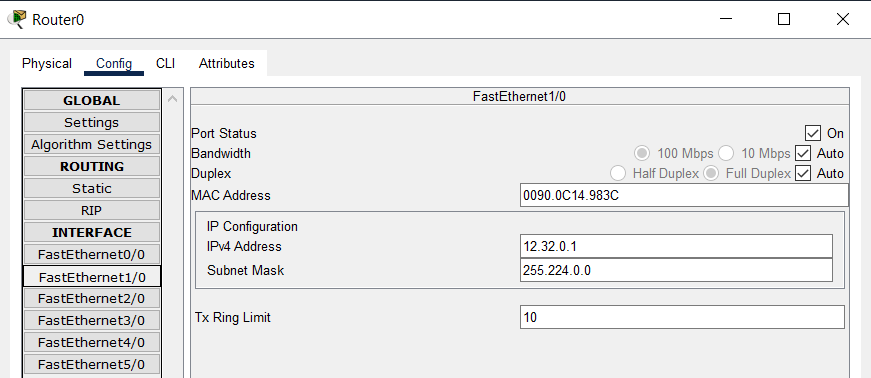 Router0
Physical Config CLI Attributes
GLOBAL
Settings
Algorithm Settings
ROUTING
Static
RIP
INTERFACE
FastEthernet0/0
FastEthernet1/0
FastEthernet2/0
FastEthernet3/0
FastEthernet4/0
FastEthernet5/0
FastEthernet1/0
Port Status On
Bandwidth 100 Mbps 10 Mbps Auto
Duplex Half Duplex Full Duplex Auto
MAC Address 0090.0C14.983C
IP Configuration
IPv4 Address 12.32.0.1
Subnet Mask 255.224.0.0
Tx Ring Limit 10